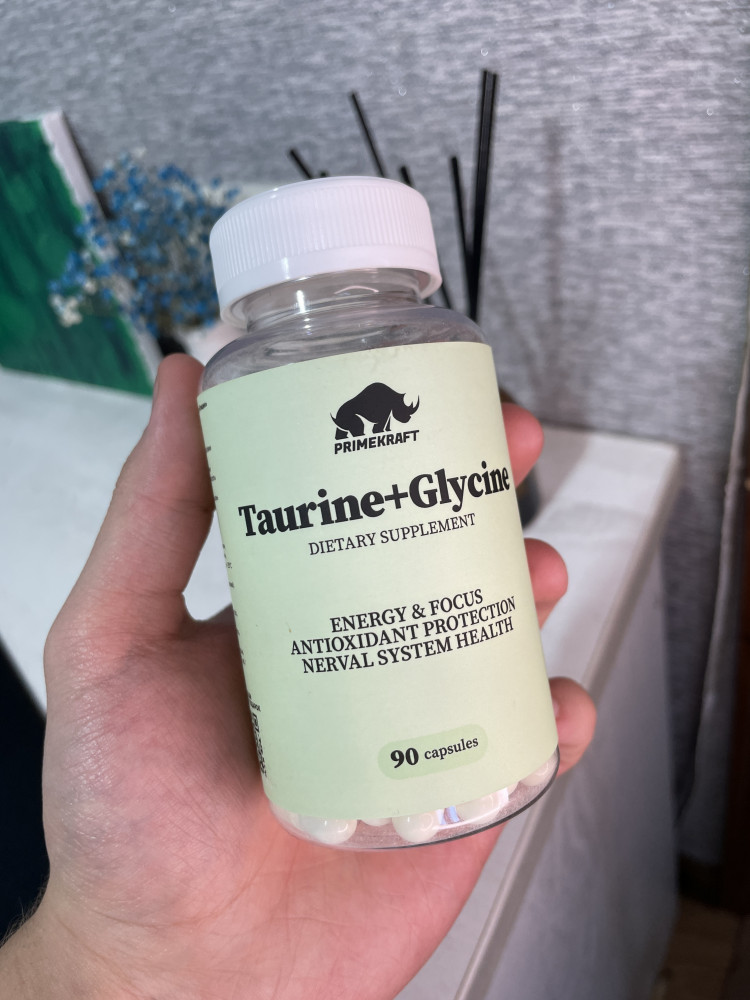 PRIMEKRAFT
Taurine+Glycine
DIETARY SUPPLEMENT
ENERGY & FOCUS
ANTIOXIDANT PROTECTION
NERVAL SYSTEM HEALTH
90 capsules